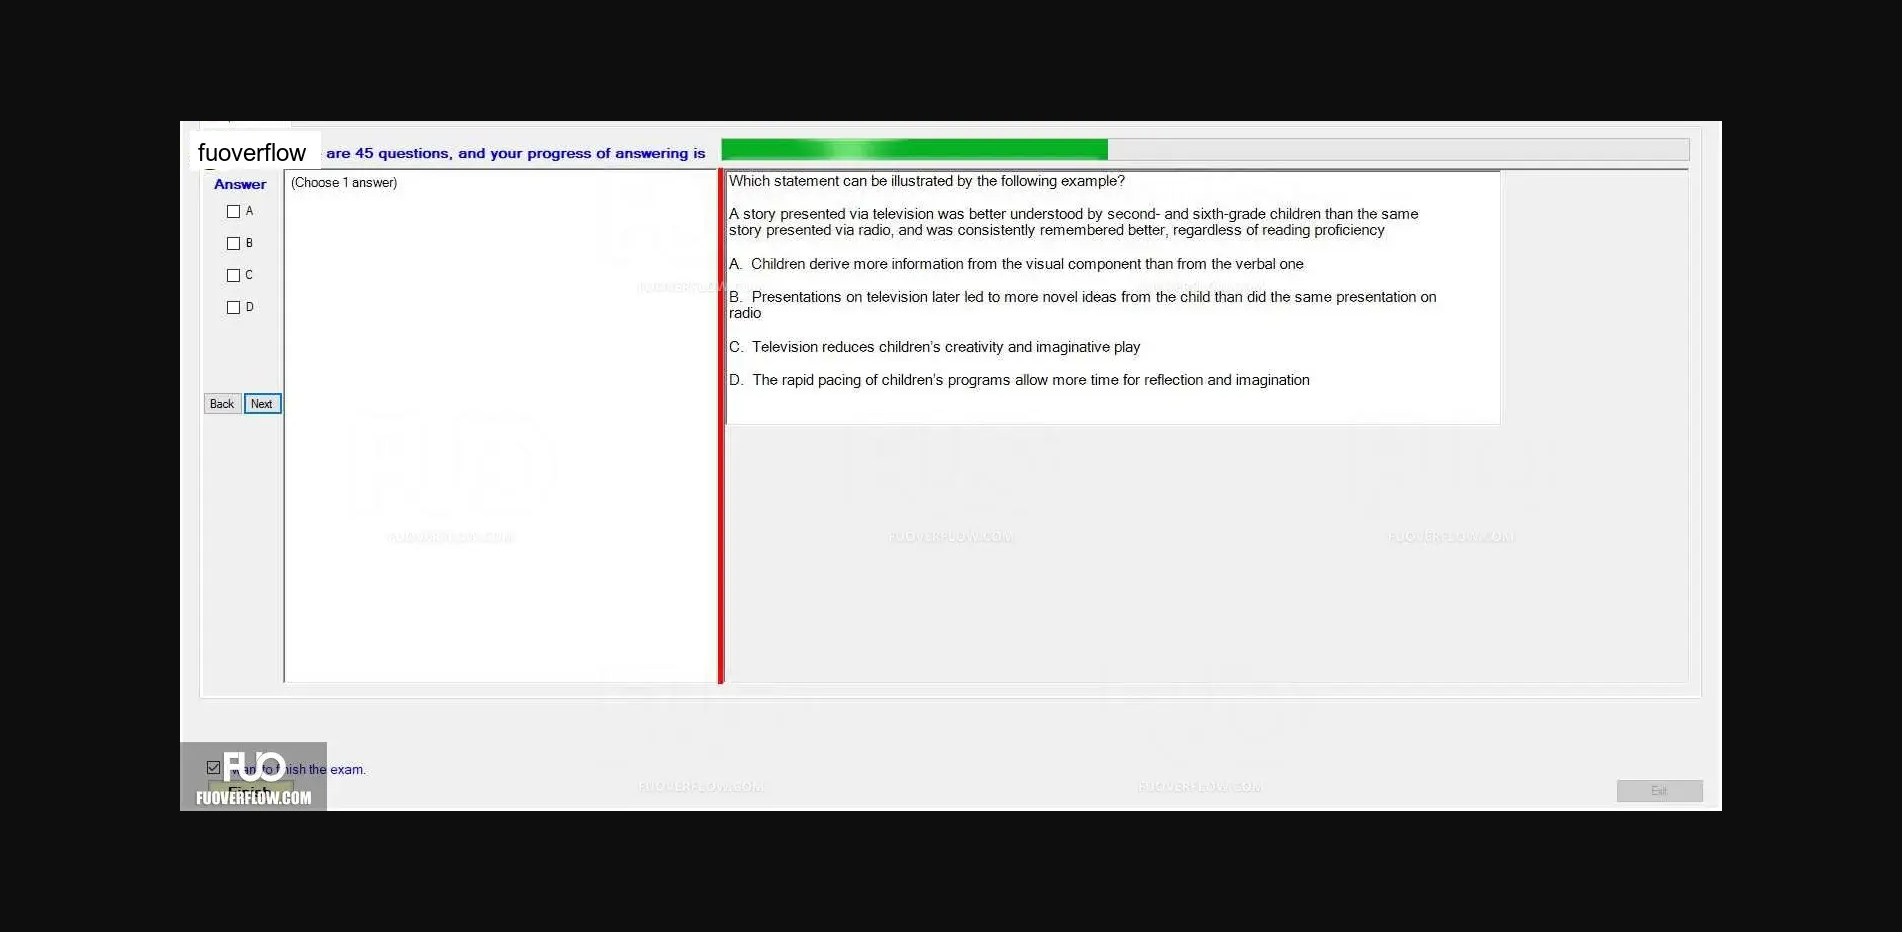 fuoverflow are 45 questions, and your progress of answering is
Answer
A
B
C
D
Back Next
(Choose 1 answer)
Which statement can be illustrated by the following example?
A story presented via television was better understood by second- and sixth-grade children than the same
story presented via radio, and was consistently remembered better, regardless of reading proficiency
A. Children derive more information from the visual component than from the verbal one
B. Presentations on television later led to more novel ideas from the child than did the same presentation on
radio
C. Television reduces children's creativity and imaginative play
D. The rapid pacing of children's programs allow more time for reflection and imagination
FUOVERFLOW.COM
FUOVERFLOW.COM FUOVERFLOW.COM FUOVERFLOW.COM
FUO
want to finish the exam.
Finish
FUOVERFLOW.COM
FUOVERFLOW.COM FUOVERFLOW.COM
Exit